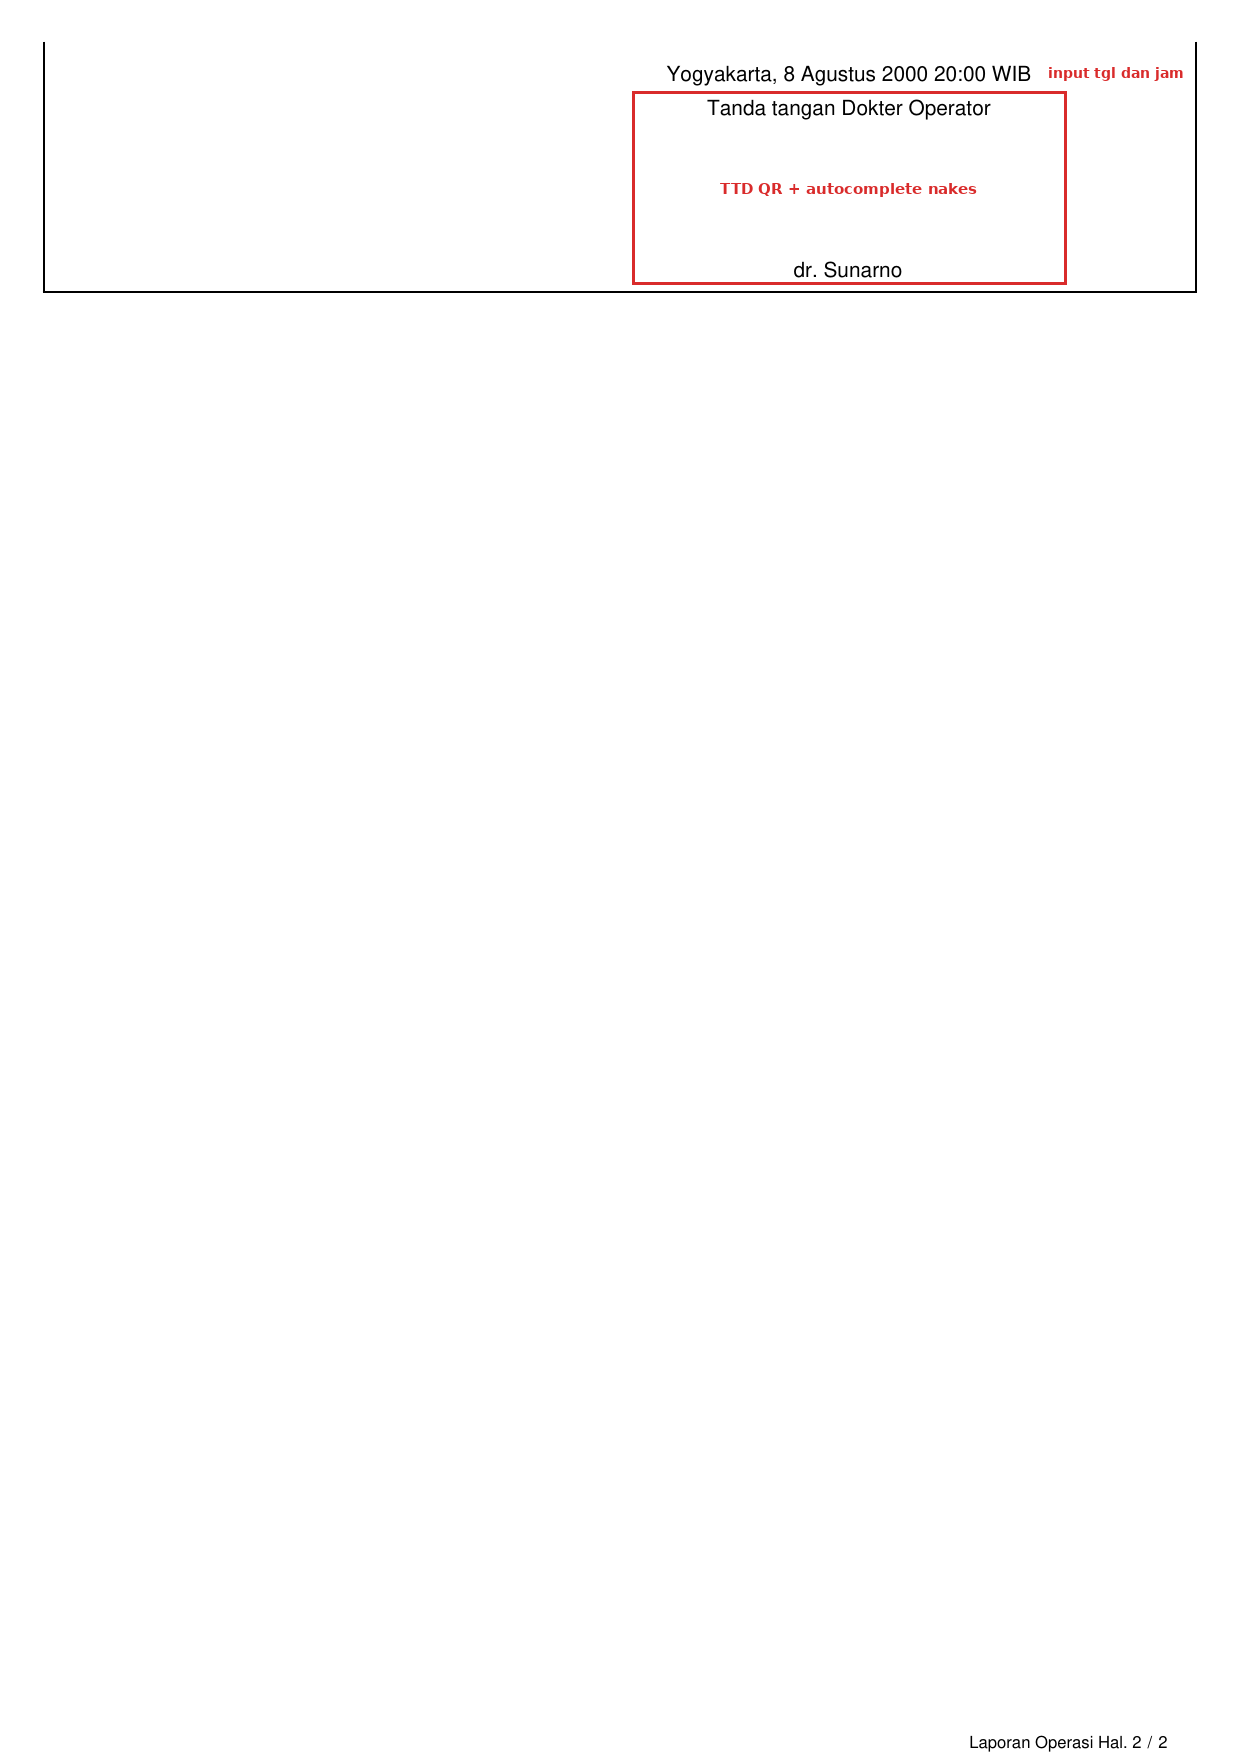 Yogyakarta, 8 Agustus 2000 20:00 WIB input tgl dan jam
Tanda tangan Dokter Operator
TTD QR + autocomplete nakes
dr. Sunarno
Laporan Operasi Hal. 2 / 2